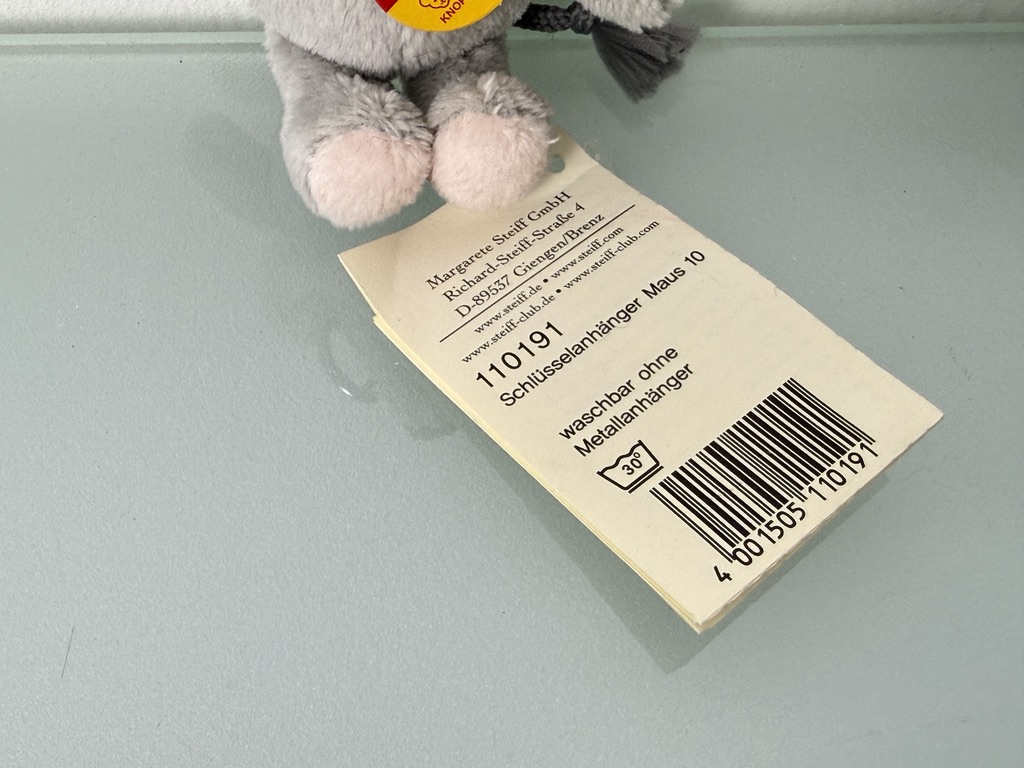 KNOP
Margarete Steiff GmbH
Richard-Steiff-Straße 4
D-89537 Giengen/Brenz
www.steiff.de • www.steiff.com
www.steiff-club.de • www.steiff-club.com
110191
Schlüsselanhänger Maus 10
waschbar ohne
Metallanhänger
30°
4 001505 110191